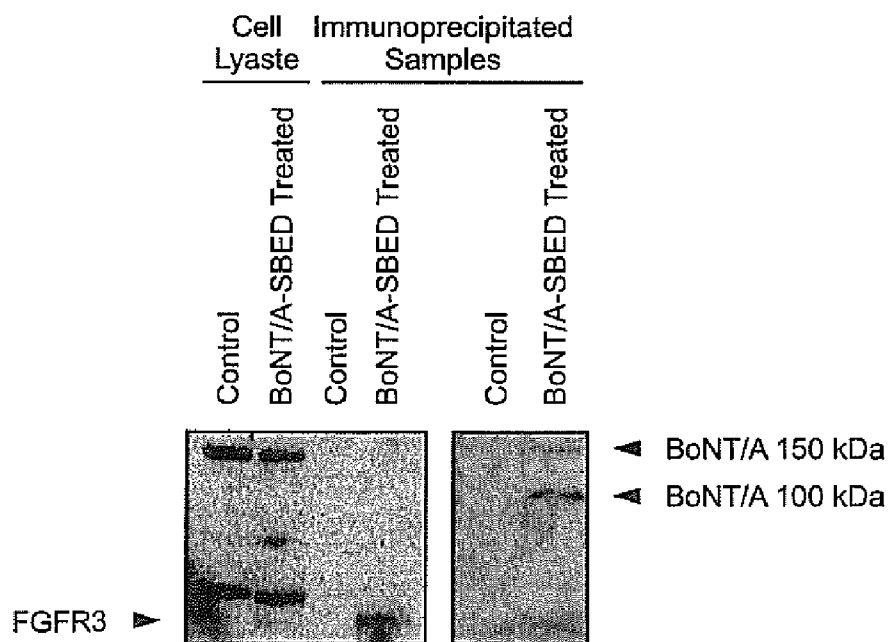 Cell Lyaste
Immunoprecipitated Samples
Control
BoNT/A-SBED Treated
Control
BoNT/A-SBED Treated
Control
BoNT/A-SBED Treated
BoNT/A 150 kDa
BoNT/A 100 kDa
FGFR3